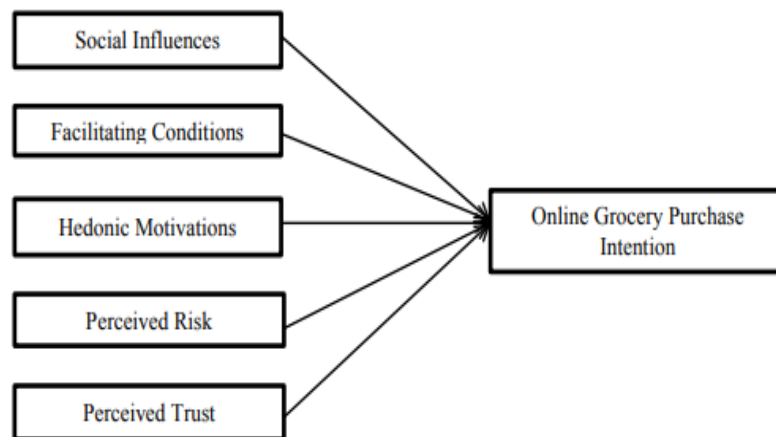 Social Influences
Facilitating Conditions
Hedonic Motivations
Perceived Risk
Perceived Trust
Online Grocery Purchase
Intention